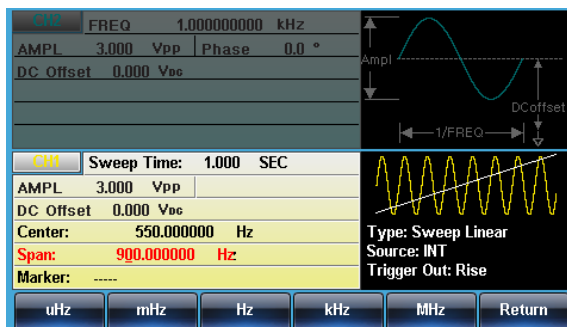 CH2 FREQ 1.000000000 kHz
AMPL 3.000 VPP Phase 0.0 °
DC Offset 0.000 VDC
Ampl
DCoffset
1/FREQ
CH1 Sweep Time: 1.000 SEC
AMPL 3.000 VPP
DC Offset 0.000 VDC
Center: 550.000000 Hz
Span: 900.000000 Hz
Marker: -----
Type: Sweep Linear
Source: INT
Trigger Out: Rise
uHz mHz Hz kHz MHz Return